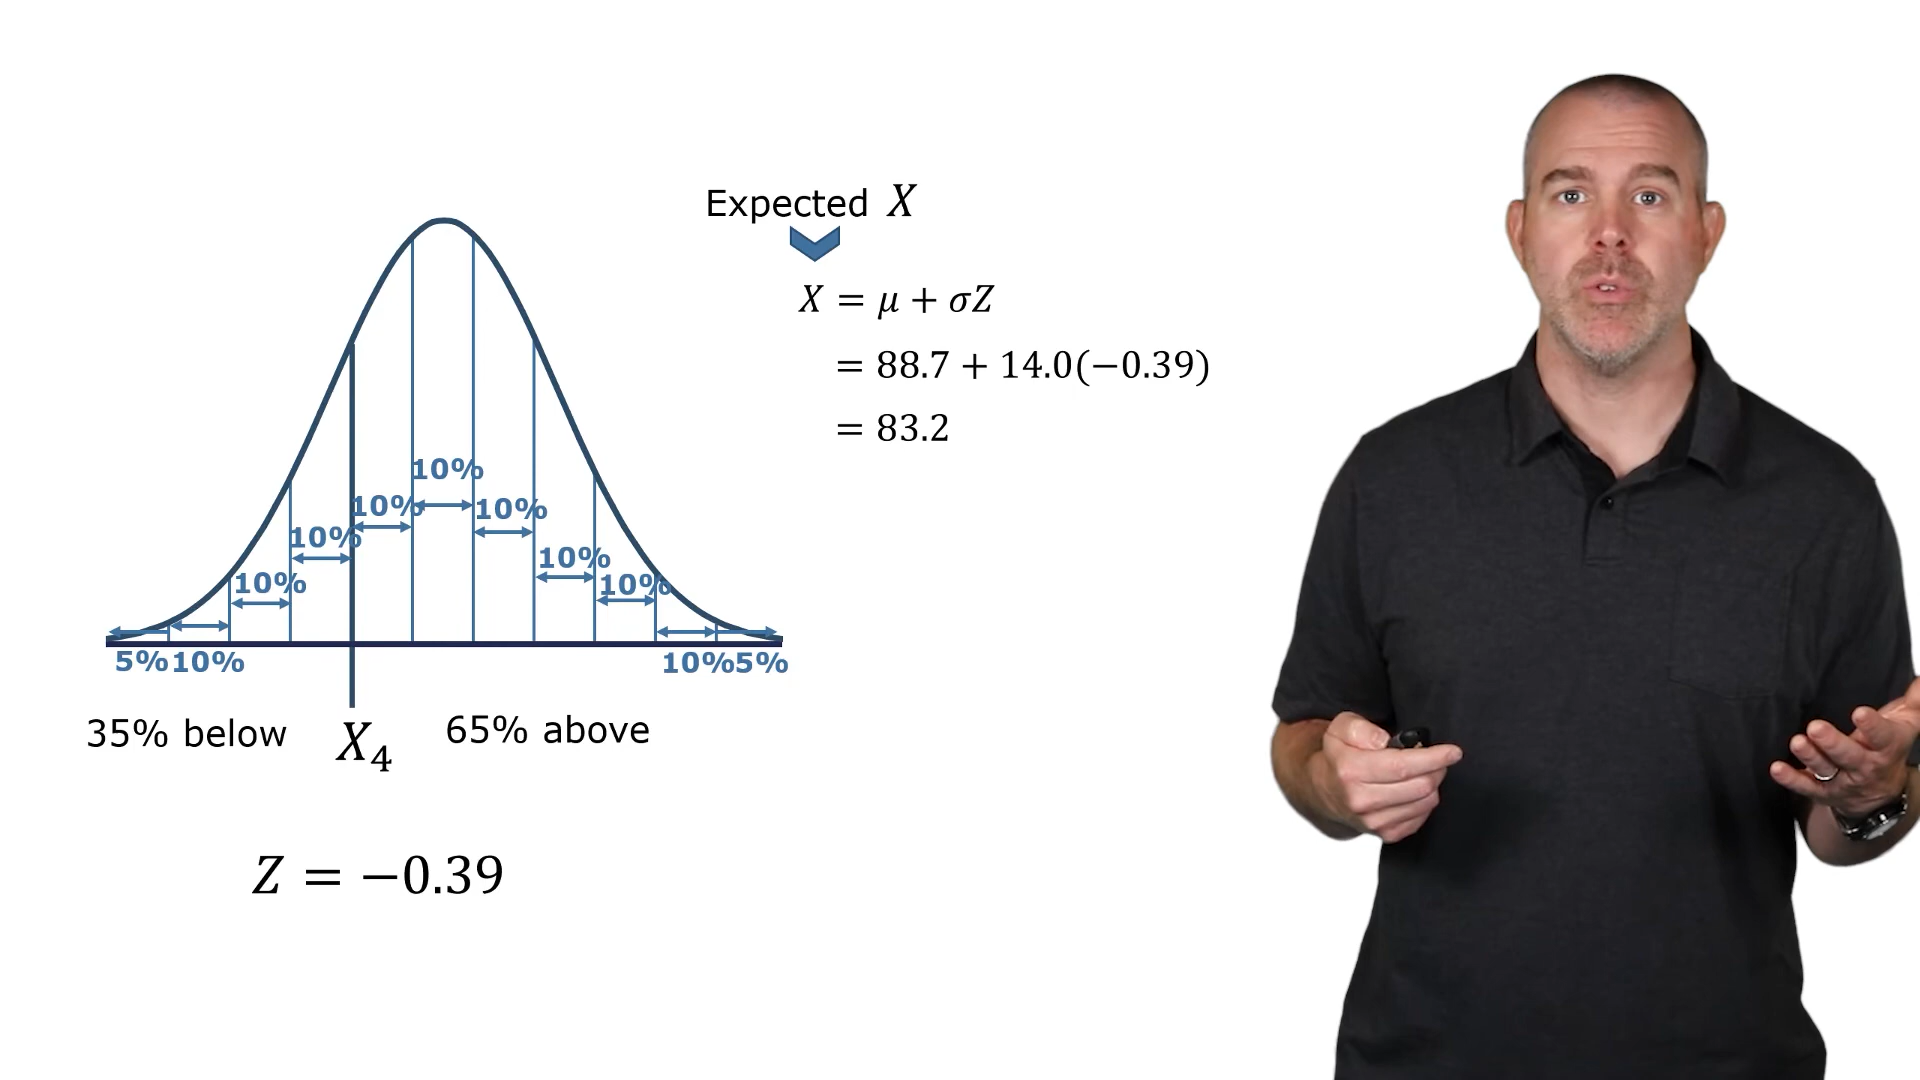 Expected X
X = μ + σZ
= 88.7 + 14.0(−0.39)
= 83.2
10%
10%
10%
10%
10%
10%
10%
10%
5%10%
10%5%
35% below
X₄
65% above
Z = −0.39